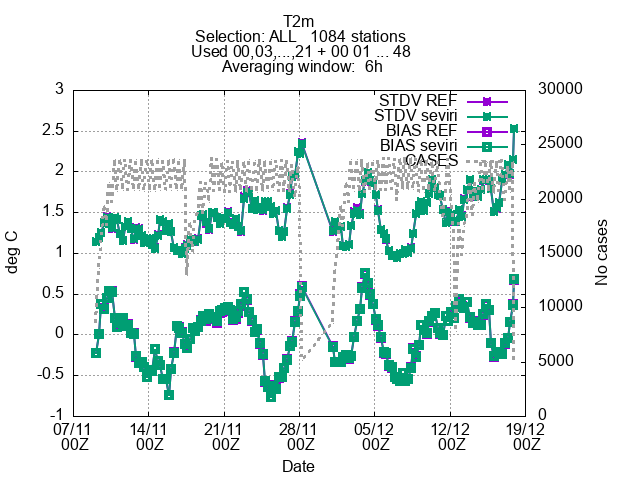 T2m
Selection: ALL   1084 stations
Used 00,03,...,21 + 00 01 ... 48
Averaging window:  6h
STDV REF
STDV seviri
BIAS REF
BIAS seviri
CASES
deg C
No cases
3
2.5
2
1.5
1
0.5
0
-0.5
-1
30000
25000
20000
15000
10000
5000
0
07/11 14/11 21/11 28/11 05/12 12/12 19/12
00Z 00Z 00Z 00Z 00Z 00Z 00Z
Date